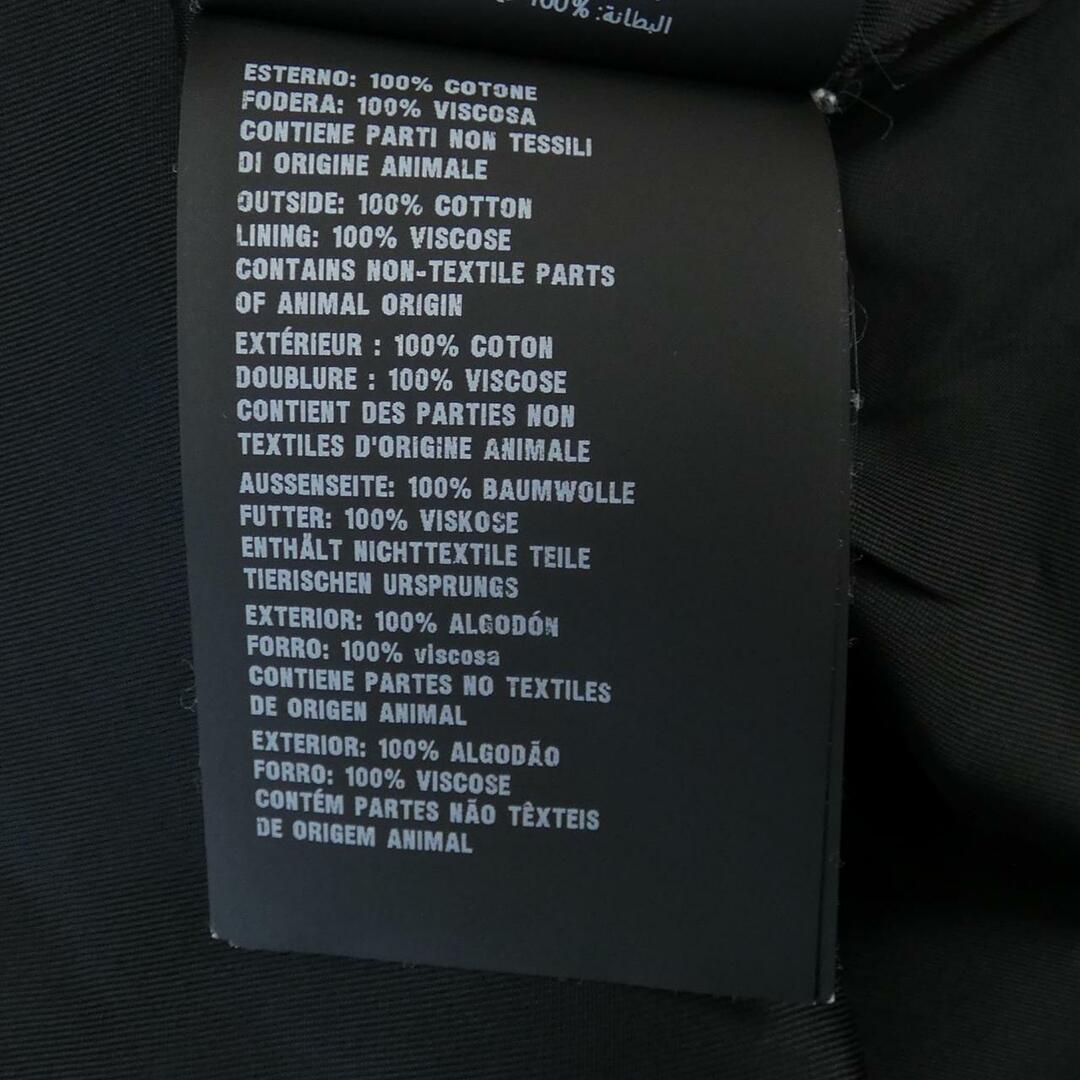 البطانة: 100%
ESTERNO: 100% COTONE
FODERA: 100% VISCOSA
CONTIENE PARTI NON TESSILI
DI ORIGINE ANIMALE
OUTSIDE: 100% COTTON
LINING: 100% VISCOSE
CONTAINS NON-TEXTILE PARTS
OF ANIMAL ORIGIN
EXTÉRIEUR : 100% COTON
DOUBLURE : 100% VISCOSE
CONTIENT DES PARTIES NON
TEXTILES D'ORIGINE ANIMALE
AUSSENSEITE: 100% BAUMWOLLE
FUTTER: 100% VISKOSE
ENTHÄLT NICHTTEXTILE TEILE
TIERISCHEN URSPRUNGS
EXTERIOR: 100% ALGODÓN
FORRO: 100% viscosa
CONTIENE PARTES NO TEXTILES
DE ORIGEN ANIMAL
EXTERIOR: 100% ALGODÃO
FORRO: 100% VISCOSE
CONTÉM PARTES NÃO TÊXTEIS
DE ORIGEM ANIMAL